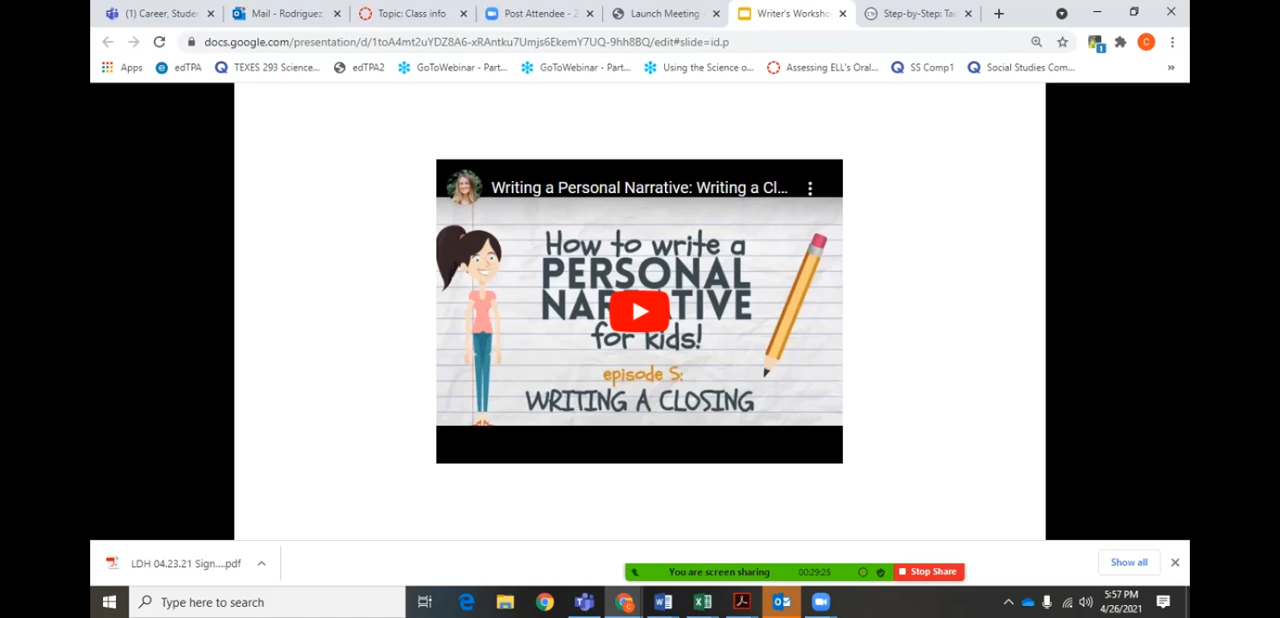 (1) Career, Stude
Mail - Rodriguez,
Topic: Class info
Post Attendee - Z
Launch Meeting -
Writer's Worksho
Step-by-Step: Ta
docs.google.com/presentation/d/1toA4mt2uYDZ8A6-xRAntku7Umjs6EkemY7UQ-9hh8BQ/edit#slide=id.p
1
C
Apps
edTPA
TEXES 293 Science...
edTPA2
GoToWebinar - Part...
GoToWebinar - Part...
Using the Science o...
Assessing ELL's Oral...
SS Comp1
Social Studies Com...
»
Writing a Personal Narrative: Writing a Cl...
How to write a
PERSONAL
NARRATIVE
for kids!
episode 5:
WRITING A CLOSING
LDH 04.23.21 Sign....pdf
Show all
You are screen sharing
00:29:25
Stop Share
Type here to search
5:57 PM
4/26/2021